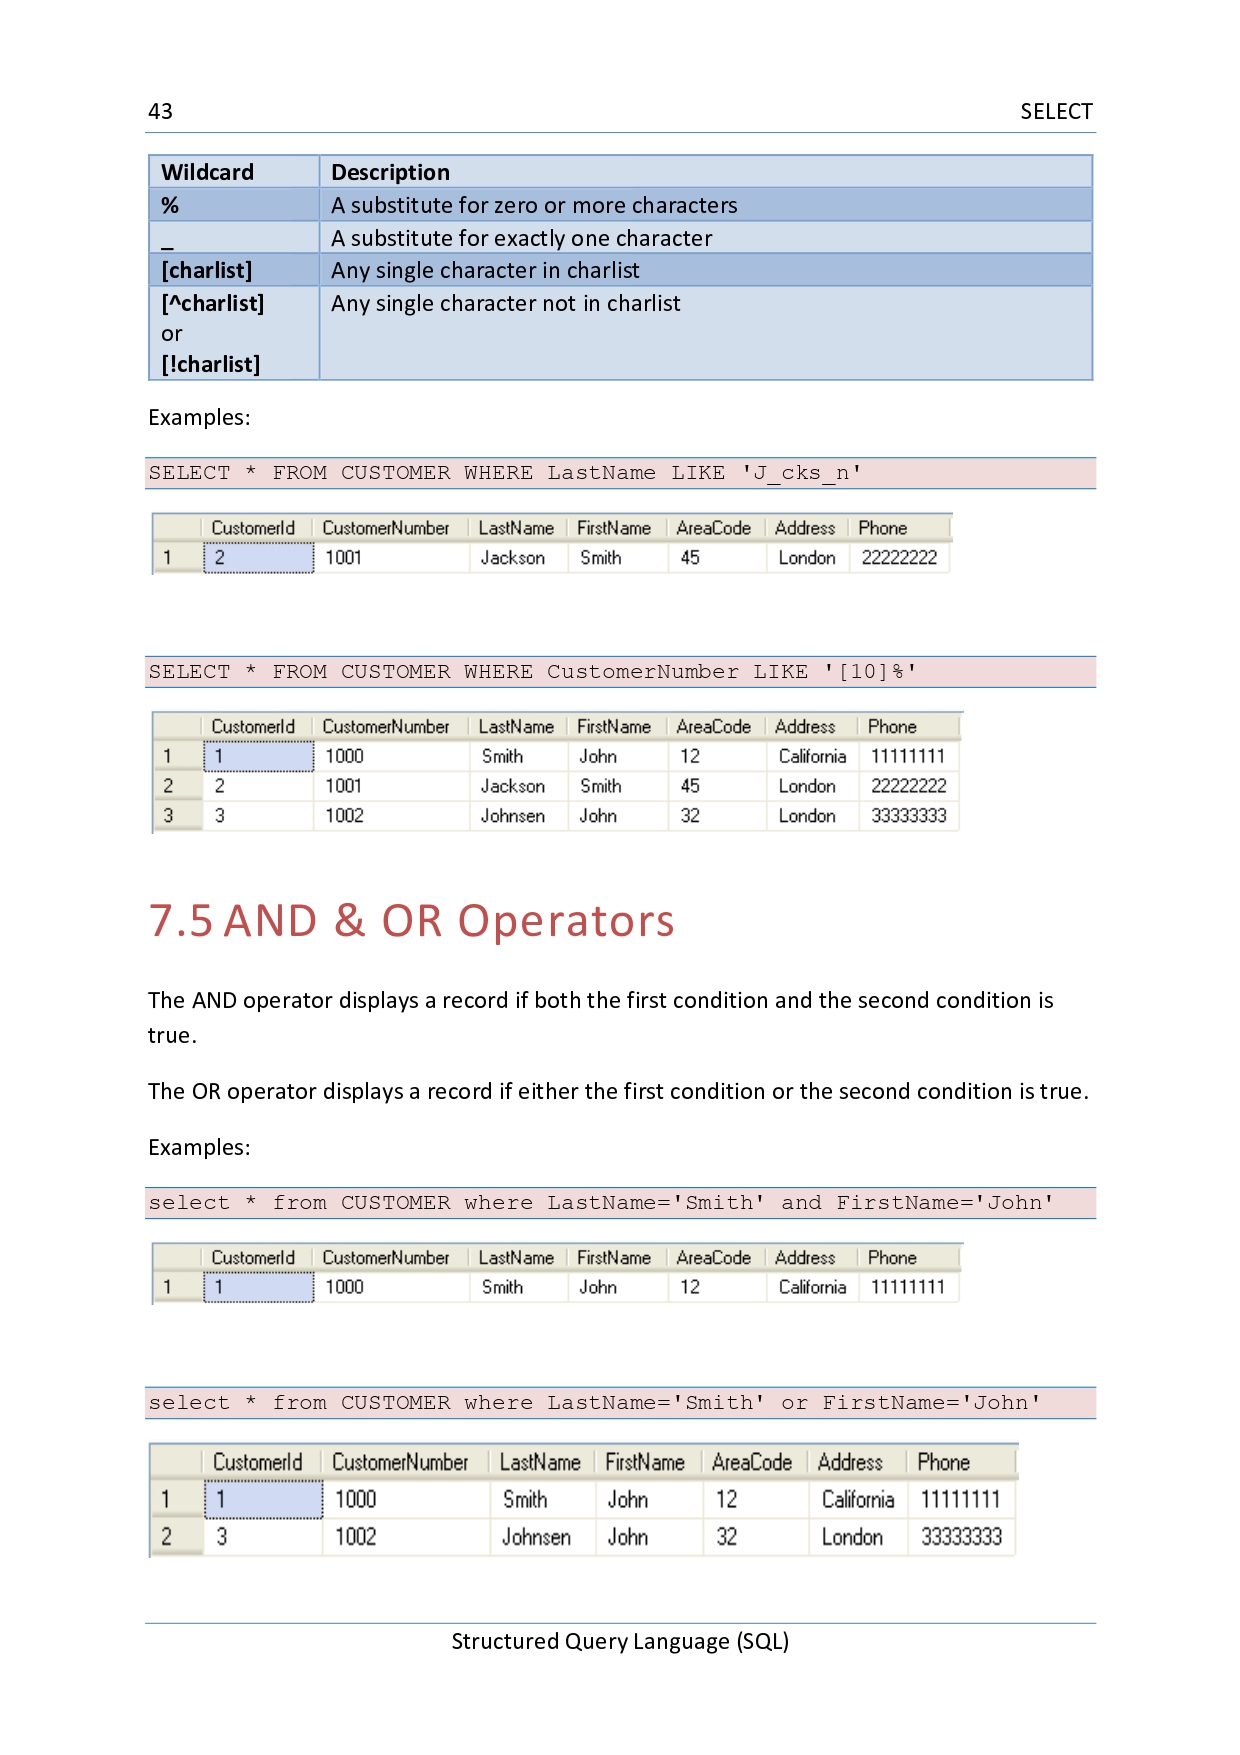 43 SELECT
Wildcard Description
% A substitute for zero or more characters
_ A substitute for exactly one character
[charlist] Any single character in charlist
[^charlist] Any single character not in charlist
or
[!charlist]
Examples:
SELECT * FROM CUSTOMER WHERE LastName LIKE 'J_cks_n'
CustomerId CustomerNumber LastName FirstName AreaCode Address Phone
1 2 1001 Jackson Smith 45 London 22222222
SELECT * FROM CUSTOMER WHERE CustomerNumber LIKE '[10]%'
CustomerId CustomerNumber LastName FirstName AreaCode Address Phone
1 1 1000 Smith John 12 California 11111111
2 2 1001 Jackson Smith 45 London 22222222
3 3 1002 Johnsen John 32 London 33333333
7.5 AND & OR Operators
The AND operator displays a record if both the first condition and the second condition is
true.
The OR operator displays a record if either the first condition or the second condition is true.
Examples:
select * from CUSTOMER where LastName='Smith' and FirstName='John'
CustomerId CustomerNumber LastName FirstName AreaCode Address Phone
1 1 1000 Smith John 12 California 11111111
select * from CUSTOMER where LastName='Smith' or FirstName='John'
CustomerId CustomerNumber LastName FirstName AreaCode Address Phone
1 1 1000 Smith John 12 California 11111111
2 3 1002 Johnsen John 32 London 33333333
Structured Query Language (SQL)